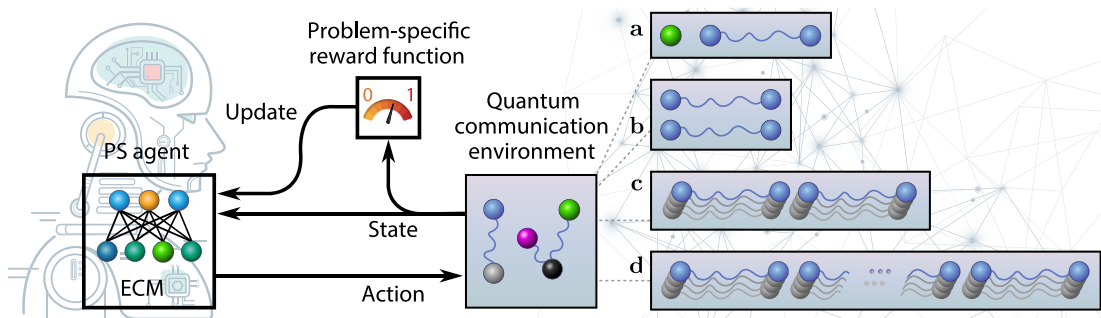 Problem-specific
reward function
0 1
Update
PS agent
ECM
State
Action
Quantum
communication
environment
a
b
c
d